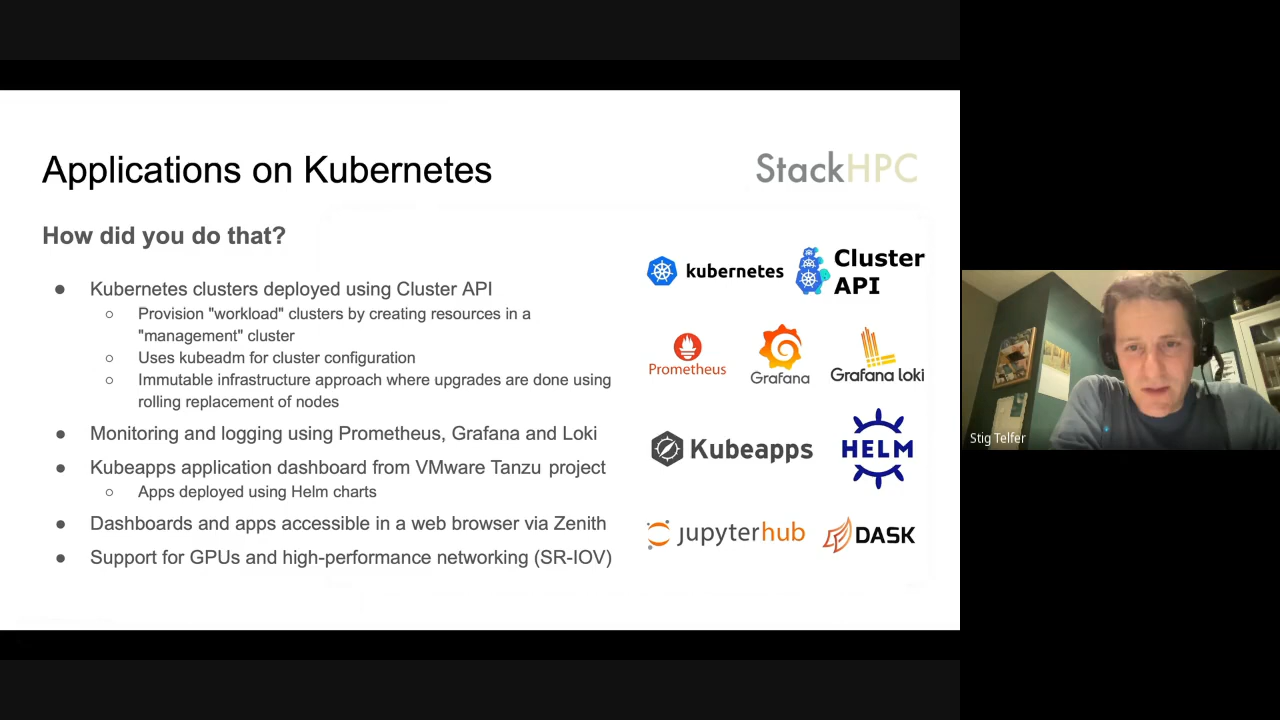 Applications on Kubernetes
StackHPC
How did you do that?
● Kubernetes clusters deployed using Cluster API
○ Provision "workload" clusters by creating resources in a
"management" cluster
○ Uses kubeadm for cluster configuration
○ Immutable infrastructure approach where upgrades are done using
rolling replacement of nodes
● Monitoring and logging using Prometheus, Grafana and Loki
● Kubeapps application dashboard from VMware Tanzu project
○ Apps deployed using Helm charts
● Dashboards and apps accessible in a web browser via Zenith
● Support for GPUs and high-performance networking (SR-IOV)
kubernetes
Cluster
API
Prometheus
Grafana
Grafana loki
Kubeapps
HELM
jupyterhub
DASK
Stig Telfer